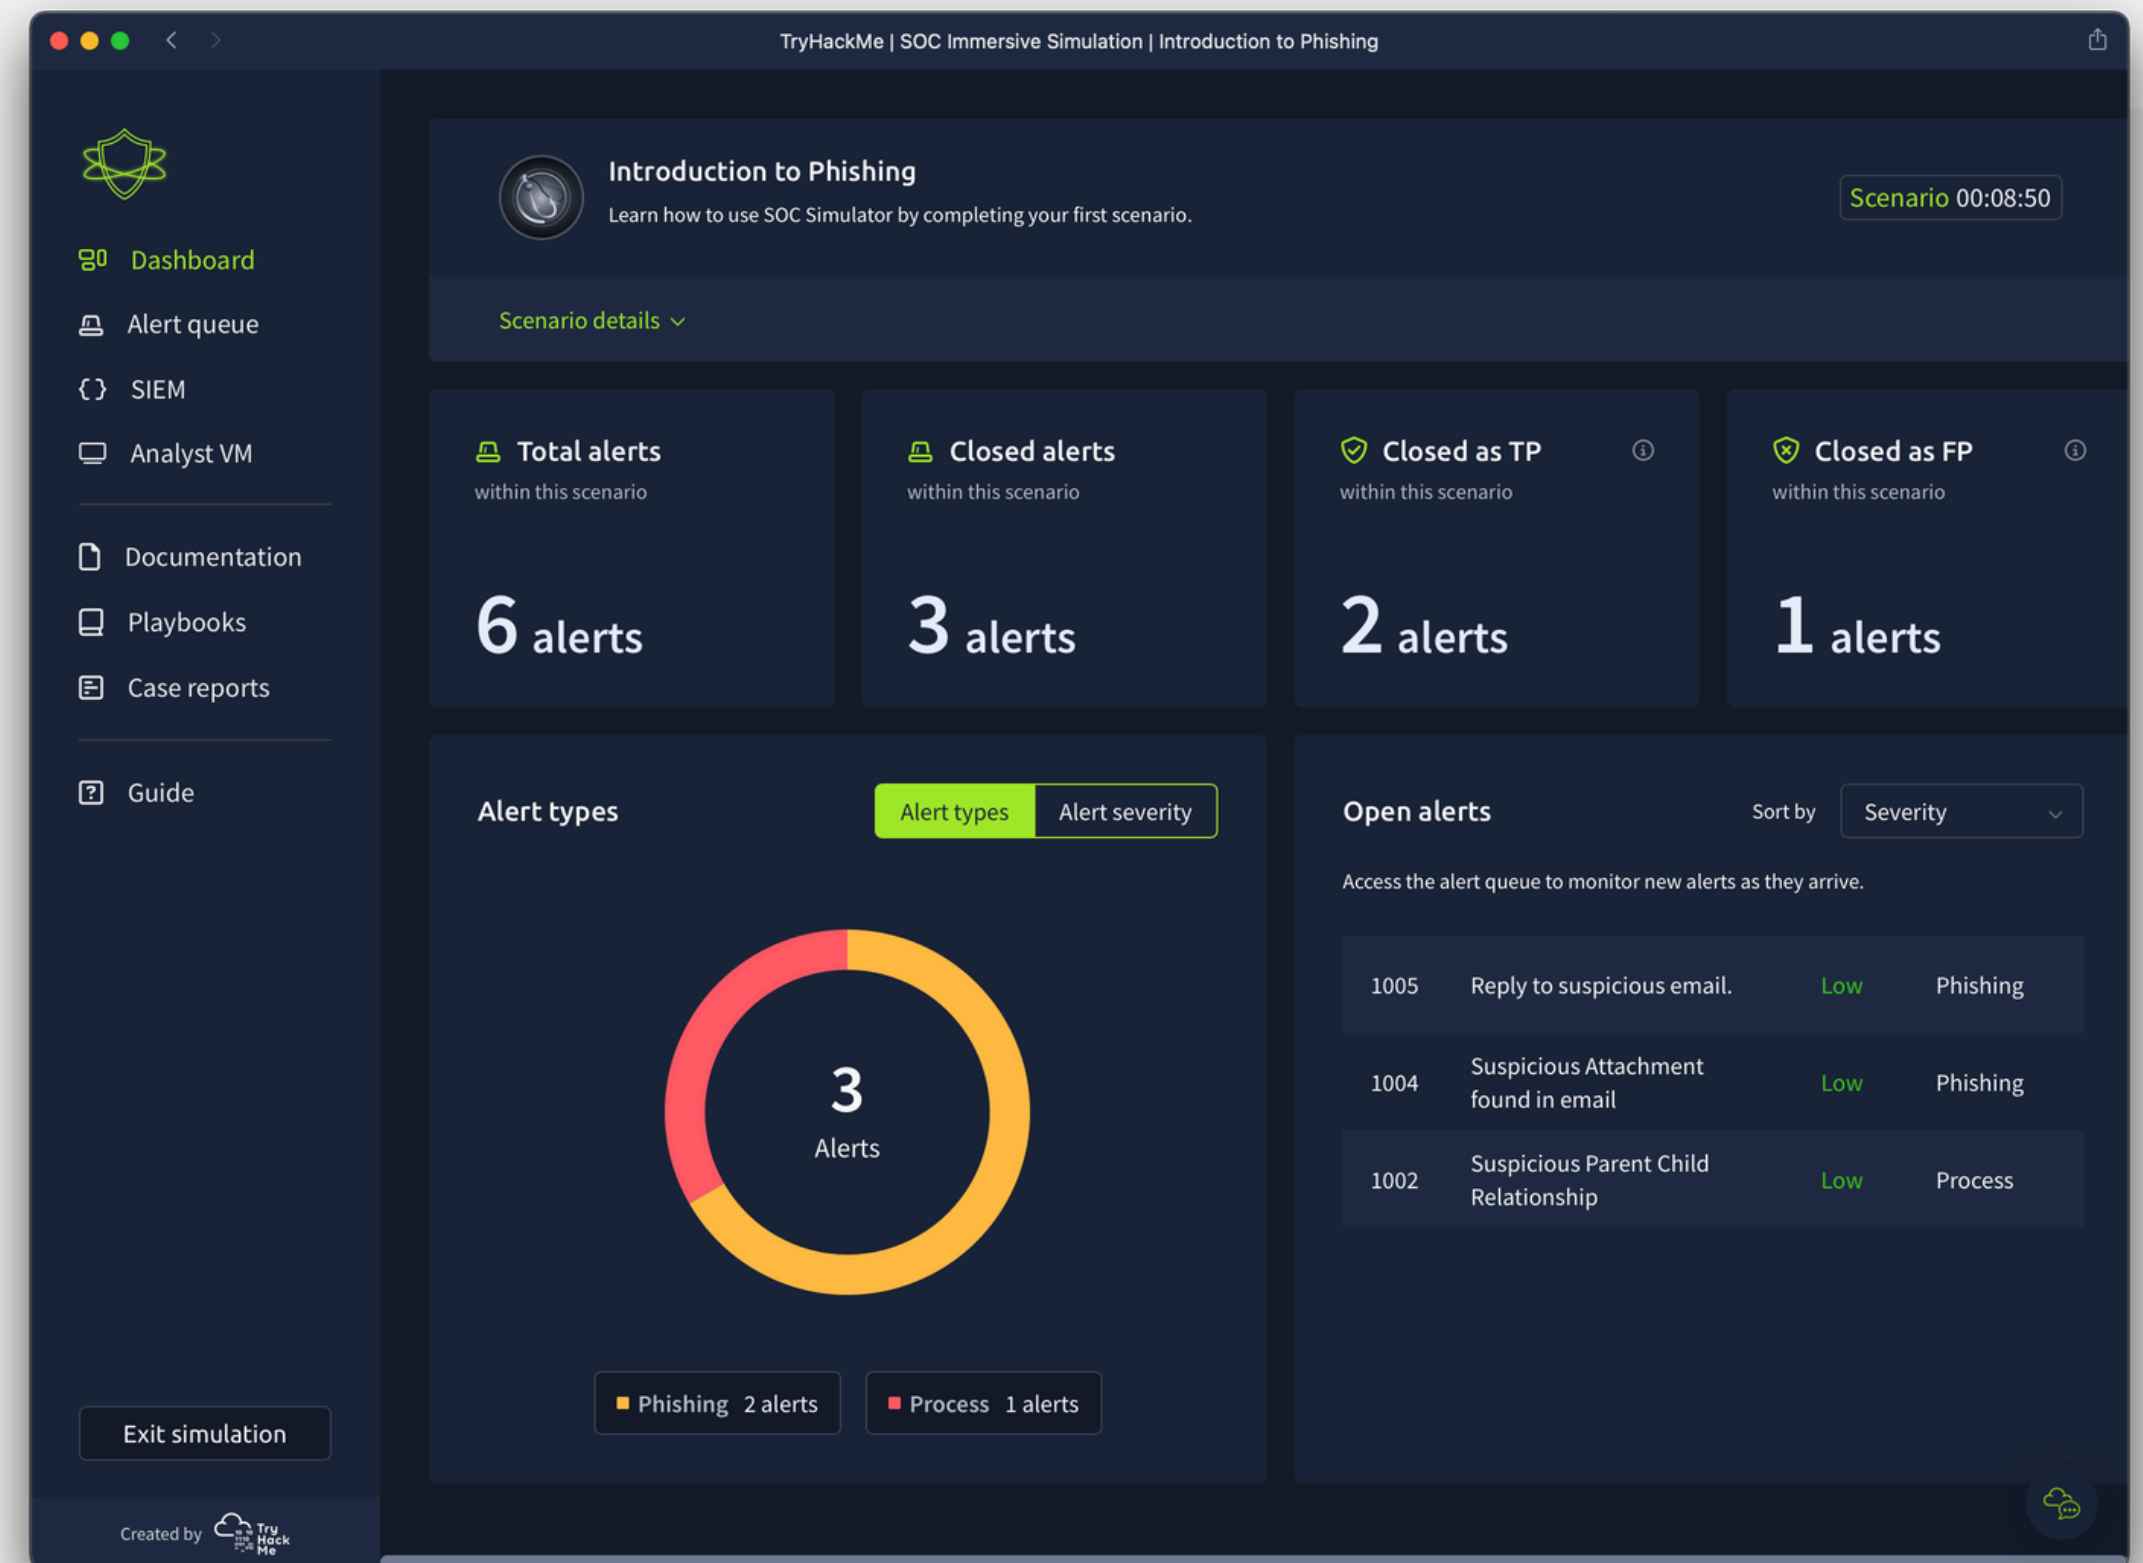 TryHackMe | SOC Immersive Simulation | Introduction to Phishing
Dashboard
Alert queue
SIEM
Analyst VM
Documentation
Playbooks
Case reports
Guide
Exit simulation
Created by
Try
Hack
Me
Introduction to Phishing
Learn how to use SOC Simulator by completing your first scenario.
Scenario 00:08:50
Scenario details
Total alerts
within this scenario
6 alerts
Closed alerts
within this scenario
3 alerts
Closed as TP
within this scenario
2 alerts
Closed as FP
within this scenario
1 alerts
Alert types
Alert types
Alert severity
3
Alerts
Phishing 2 alerts
Process 1 alerts
Open alerts
Sort by
Severity
Access the alert queue to monitor new alerts as they arrive.
1005 Reply to suspicious email. Low Phishing
1004 Suspicious Attachment found in email Low Phishing
1002 Suspicious Parent Child Relationship Low Process